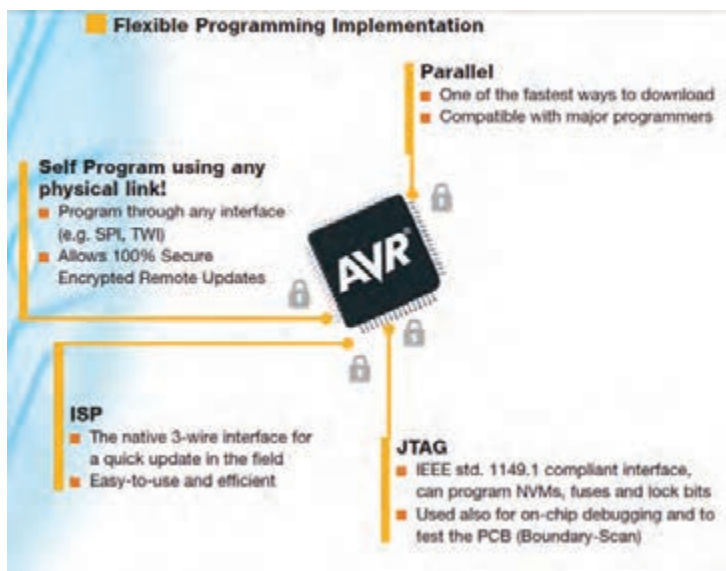 Flexible Programming Implementation
Parallel
One of the fastest ways to download
Compatible with major programmers
Self Program using any
physical link!
Program through any interface
(e.g. SPI, TWI)
Allows 100% Secure
Encrypted Remote Updates
AVR®
ISP
The native 3-wire interface for
a quick update in the field
Easy-to-use and efficient
JTAG
IEEE std. 1149.1 compliant interface,
can program NVMs, fuses and lock bits
Used also for on-chip debugging and to
test the PCB (Boundary-Scan)